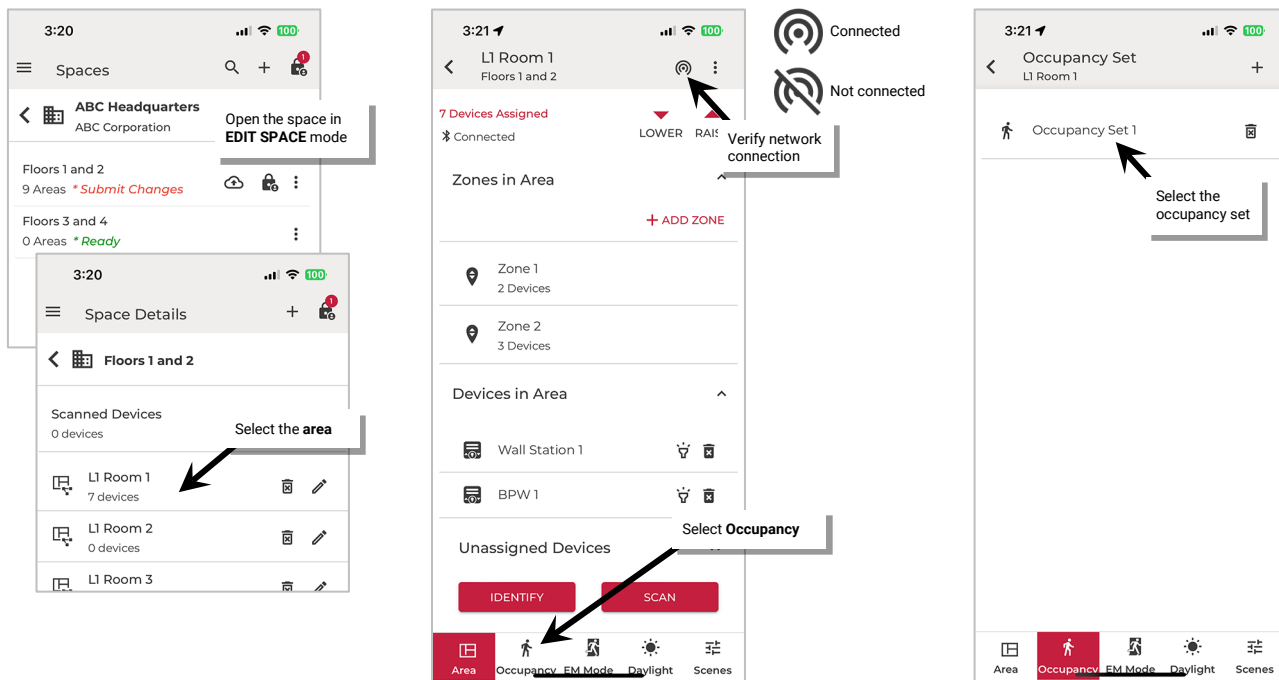 3:20
100
Spaces
1
ABC Headquarters
ABC Corporation
Open the space in
EDIT SPACE mode
Floors 1 and 2
9 Areas * Submit Changes
Floors 3 and 4
0 Areas * Ready
3:20
100
Space Details
1
Floors 1 and 2
Scanned Devices
0 devices
Select the area
L1 Room 1
7 devices
L1 Room 2
0 devices
L1 Room 3
3:21
100
L1 Room 1
Floors 1 and 2
7 Devices Assigned
Connected
LOWER
Verify network
connection
Zones in Area
+ ADD ZONE
Zone 1
2 Devices
Zone 2
3 Devices
Devices in Area
Wall Station 1
BPW 1
Select Occupancy
Unassigned Devices
IDENTIFY
SCAN
Area
Occupancy
EM Mode
Daylight
Scenes
Connected
Not connected
3:21
100
Occupancy Set
L1 Room 1
Occupancy Set 1
Select the
occupancy set
Area
Occupancy
EM Mode
Daylight
Scenes